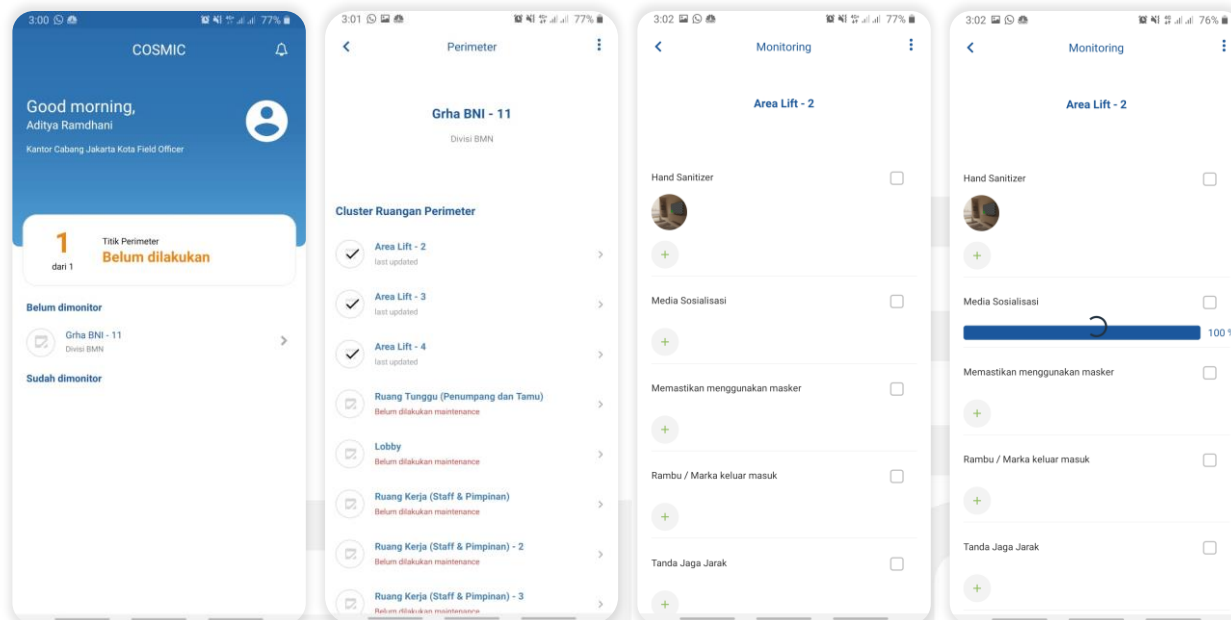 3:00
77%
COSMIC
Good morning,
Aditya Ramdhani
Kantor Cabang Jakarta Kota Field Officer
1
dari 1
Titik Perimeter
Belum dilakukan
Belum dimonitor
Grha BNI - 11
Divisi BMN
Sudah dimonitor
3:01
77%
Perimeter
Grha BNI - 11
Divisi BMN
Cluster Ruangan Perimeter
Area Lift - 2
last updated
Area Lift - 3
last updated
Area Lift - 4
last updated
Ruang Tunggu (Penumpang dan Tamu)
Belum dilakukan maintenance
Lobby
Belum dilakukan maintenance
Ruang Kerja (Staff & Pimpinan)
Belum dilakukan maintenance
Ruang Kerja (Staff & Pimpinan) - 2
Belum dilakukan maintenance
Ruang Kerja (Staff & Pimpinan) - 3
Belum dilakukan maintenance
3:02
77%
Monitoring
Area Lift - 2
Hand Sanitizer
Media Sosialisasi
Memastikan menggunakan masker
Rambu / Marka keluar masuk
Tanda Jaga Jarak
3:02
76%
Monitoring
Area Lift - 2
Hand Sanitizer
Media Sosialisasi
100 %
Memastikan menggunakan masker
Rambu / Marka keluar masuk
Tanda Jaga Jarak